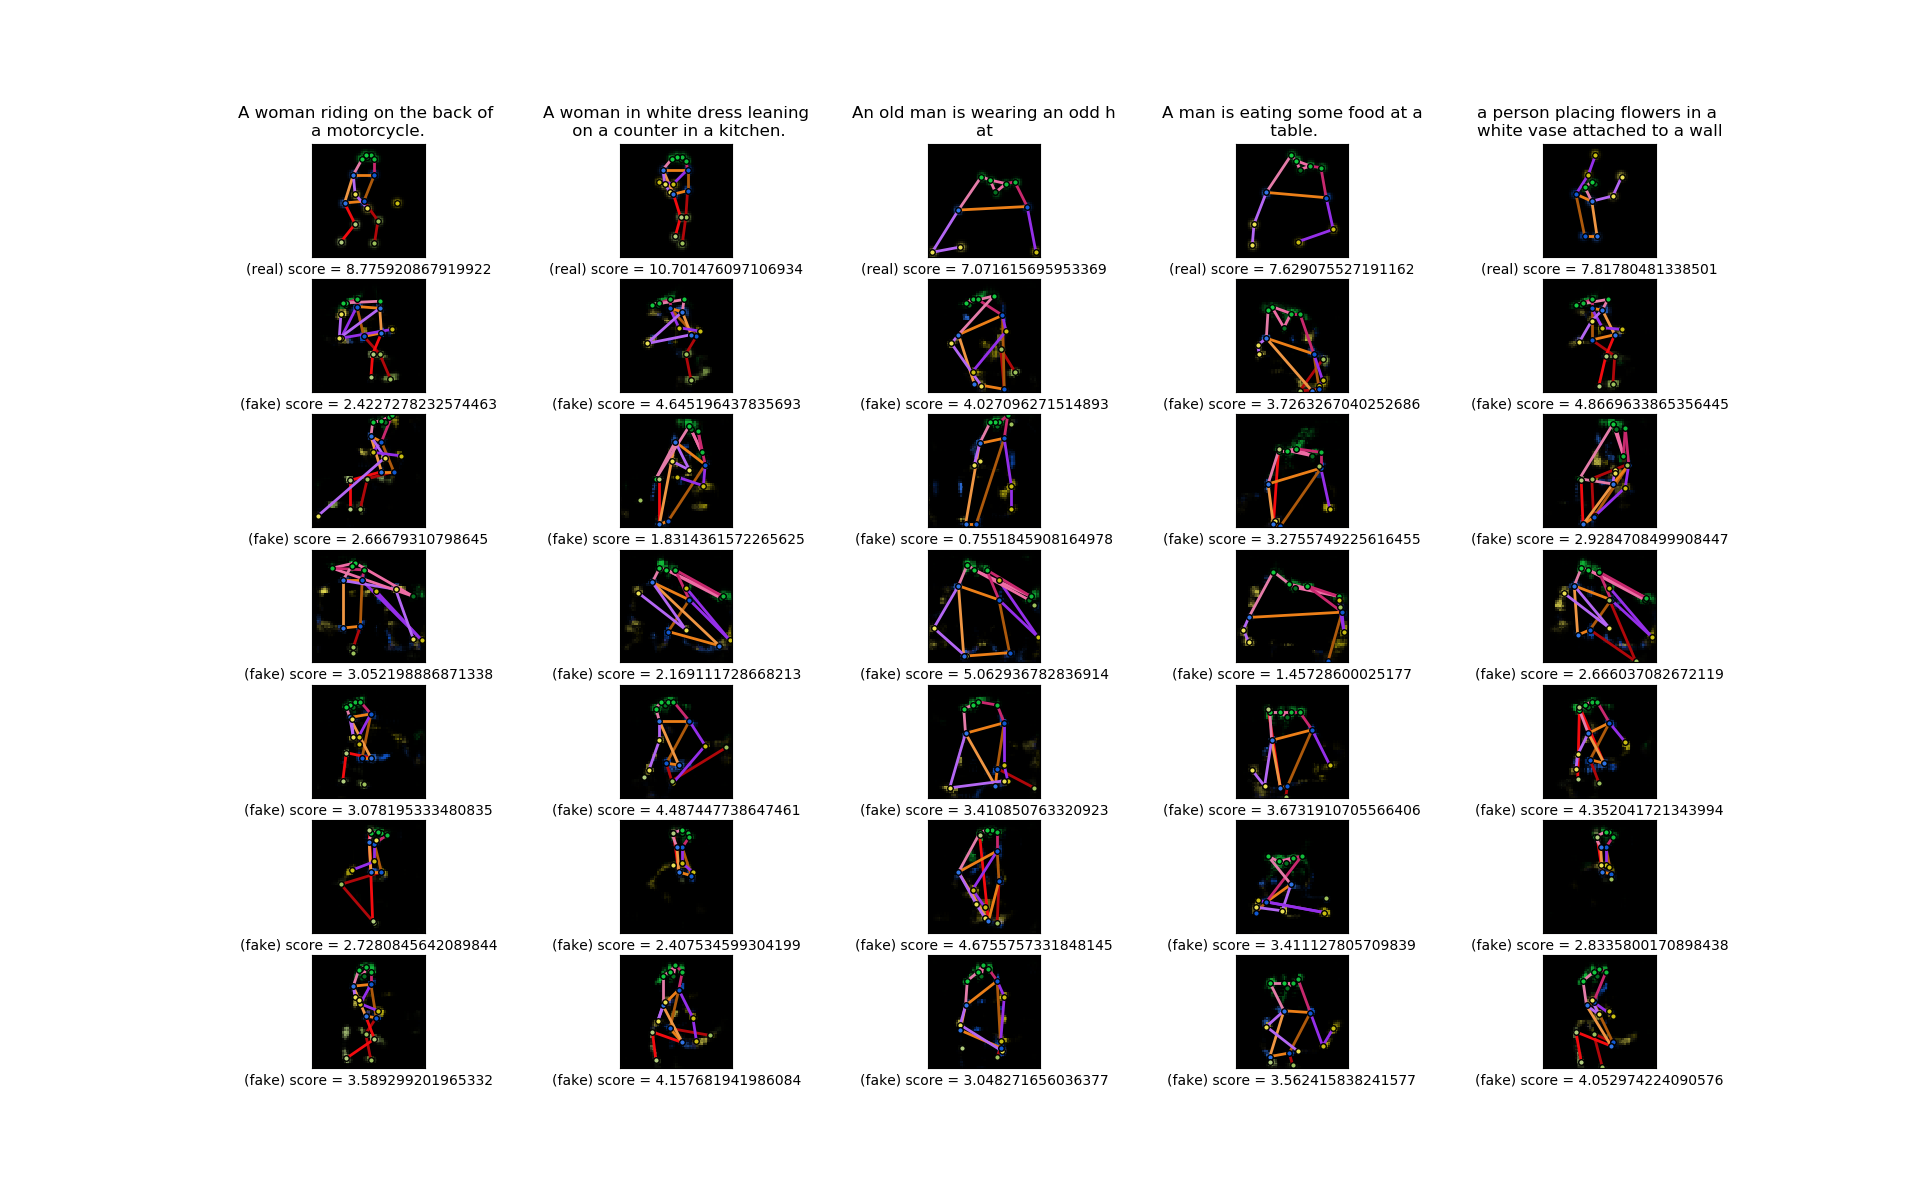 A woman riding on the back of
a motorcycle.
A woman in white dress leaning
on a counter in a kitchen.
An old man is wearing an odd h
at
A man is eating some food at a
table.
a person placing flowers in a
white vase attached to a wall
(real) score = 8.775920867919922
(real) score = 10.701476097106934
(real) score = 7.071615695953369
(real) score = 7.629075527191162
(real) score = 7.81780481338501
(fake) score = 2.4227278232574463
(fake) score = 4.645196437835693
(fake) score = 4.027096271514893
(fake) score = 3.7263267040252686
(fake) score = 4.8669633865356445
(fake) score = 2.66679310798645
(fake) score = 1.8314361572265625
(fake) score = 0.7551845908164978
(fake) score = 3.2755749225616455
(fake) score = 2.9284708499908447
(fake) score = 3.052198886871338
(fake) score = 2.169111728668213
(fake) score = 5.062936782836914
(fake) score = 1.45728600025177
(fake) score = 2.666037082672119
(fake) score = 3.078195333480835
(fake) score = 4.487447738647461
(fake) score = 3.410850763320923
(fake) score = 3.6731910705566406
(fake) score = 4.352041721343994
(fake) score = 2.7280845642089844
(fake) score = 2.407534599304199
(fake) score = 4.6755757331848145
(fake) score = 3.411127805709839
(fake) score = 2.8335800170898438
(fake) score = 3.589299201965332
(fake) score = 4.157681941986084
(fake) score = 3.048271656036377
(fake) score = 3.562415838241577
(fake) score = 4.052974224090576